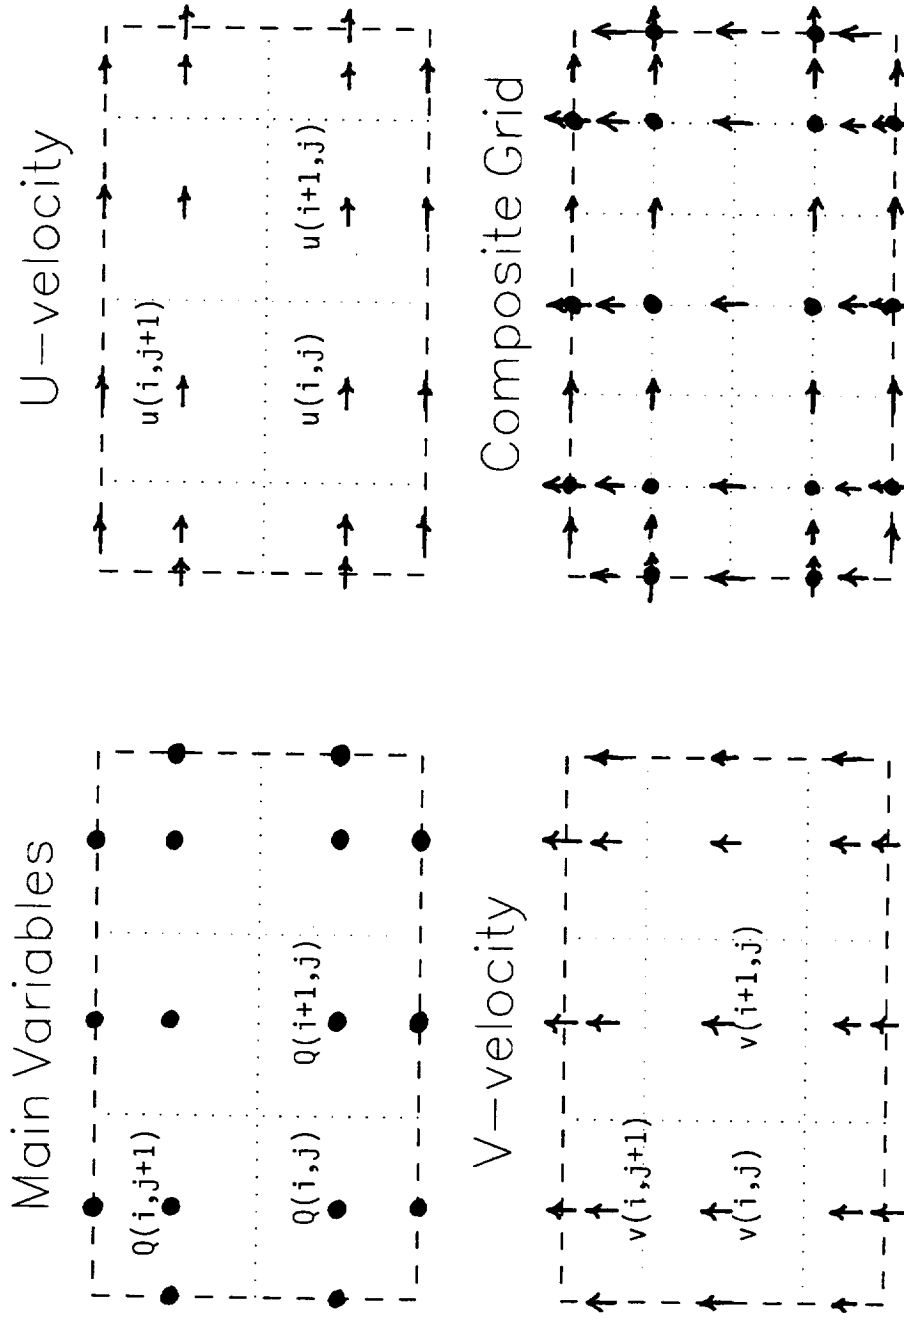 Main Variables
Q(i,j+1)
Q(i,j)
Q(i+1,j)
U-velocity
u(i,j+1)
u(i,j)
u(i+1,j)
V-velocity
v(i,j+1)
v(i,j)
v(i+1,j)
Composite Grid